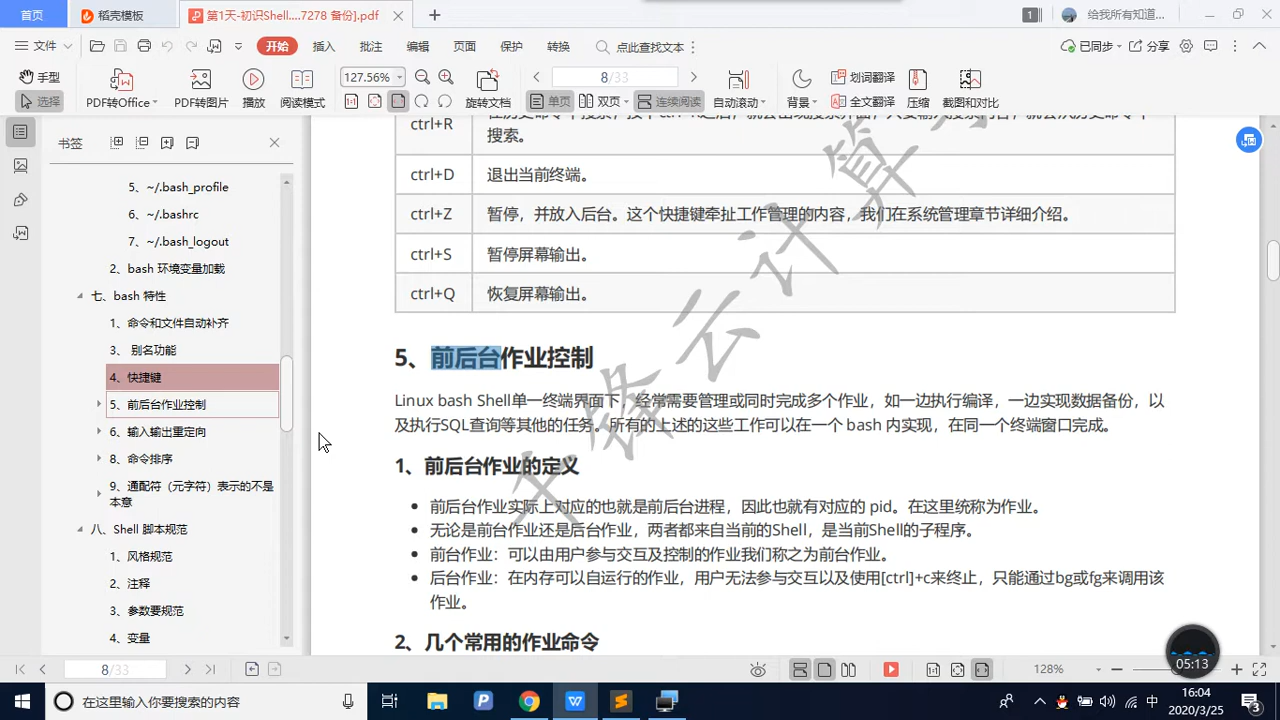 首页
稻壳模板
第1天-初识Shell....7278 备份].pdf
1
给我所有知道...
文件
开始
插入
批注
编辑
页面
保护
转换
点此查找文本
已同步
分享
手型
选择
PDF转Office
PDF转图片
播放
阅读模式
127.56%
旋转文档
8/33
单页
双页
连续阅读
自动滚动
背景
划词翻译
全文翻译
压缩
截图和对比
书签
5、~/.bash_profile
6、~/.bashrc
7、~/.bash_logout
2、bash 环境变量加载
七、bash 特性
1、命令和文件自动补齐
3、 别名功能
4、快捷键
5、前后台作业控制
6、输入输出重定向
8、命令排序
9、通配符（元字符）表示的不是
本意
八、Shell 脚本规范
1、风格规范
2、注释
3、参数要规范
4、变量
ctrl+R
搜索。
ctrl+D 退出当前终端。
ctrl+Z 暂停，并放入后台。这个快捷键牵扯工作管理的内容，我们在系统管理章节详细介绍。
ctrl+S 暂停屏幕输出。
ctrl+Q 恢复屏幕输出。
5、前后台作业控制
Linux bash Shell单一终端界面下，经常需要管理或同时完成多个作业，如一边执行编译，一边实现数据备份，以
及执行SQL查询等其他的任务。所有的上述的这些工作可以在一个 bash 内实现，在同一个终端窗口完成。
1、前后台作业的定义
前后台作业实际上对应的也就是前后台进程，因此也就有对应的 pid。在这里统称为作业。
无论是前台作业还是后台作业，两者都来自当前的Shell，是当前Shell的子程序。
前台作业：可以由用户参与交互及控制的作业我们称之为前台作业。
后台作业：在内存可以自运行的作业，用户无法参与交互以及使用[ctrl]+c来终止，只能通过bg或fg来调用该
作业。
2、几个常用的作业命令
千锋云计算
05:13
8/33
128%
在这里输入你要搜索的内容
中
16:04
2020/3/25
3